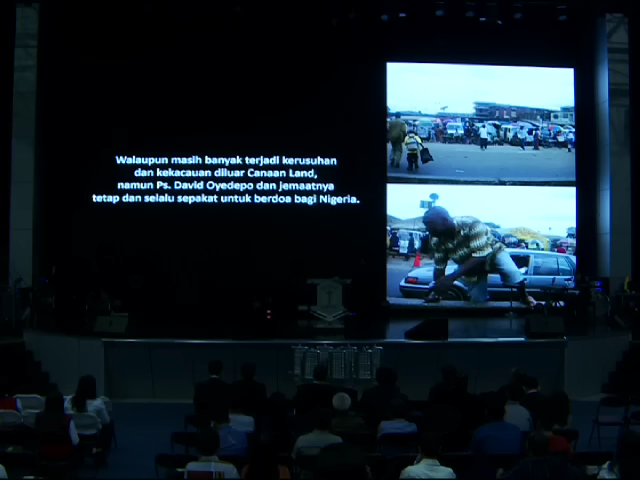 Walaupun masih banyak terjadi kerusuhan
dan kekacauan diluar Canaan Land,
namun Ps. David Oyedepo dan jemaatnya
tetap dan selalu sepakat untuk berdoa bagi Nigeria.